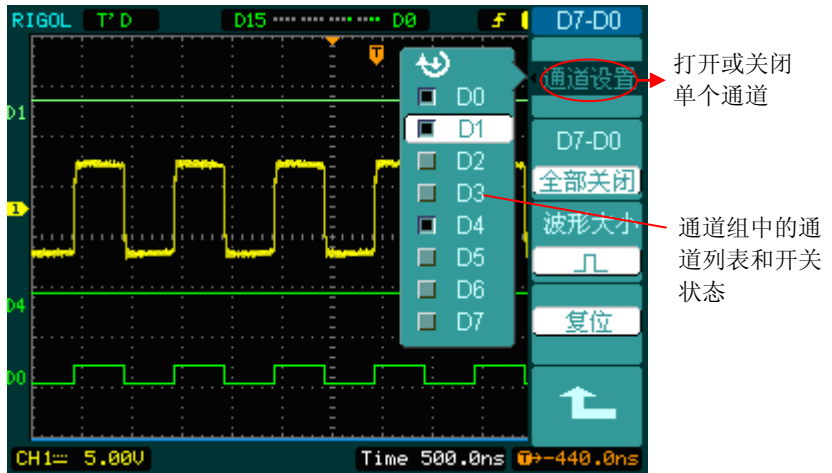 RIGOL T'D D15 D0 D7-D0
T
通道设置
打开或关闭
单个通道
D0
D1
D1
D7-D0
D2
全部关闭
D3
1
波形大小
通道组中的通
道列表和开关
状态
D4
D5
D6
D4
复位
D7
D0
CH1 5.00V Time 500.0ns T→-440.0ns